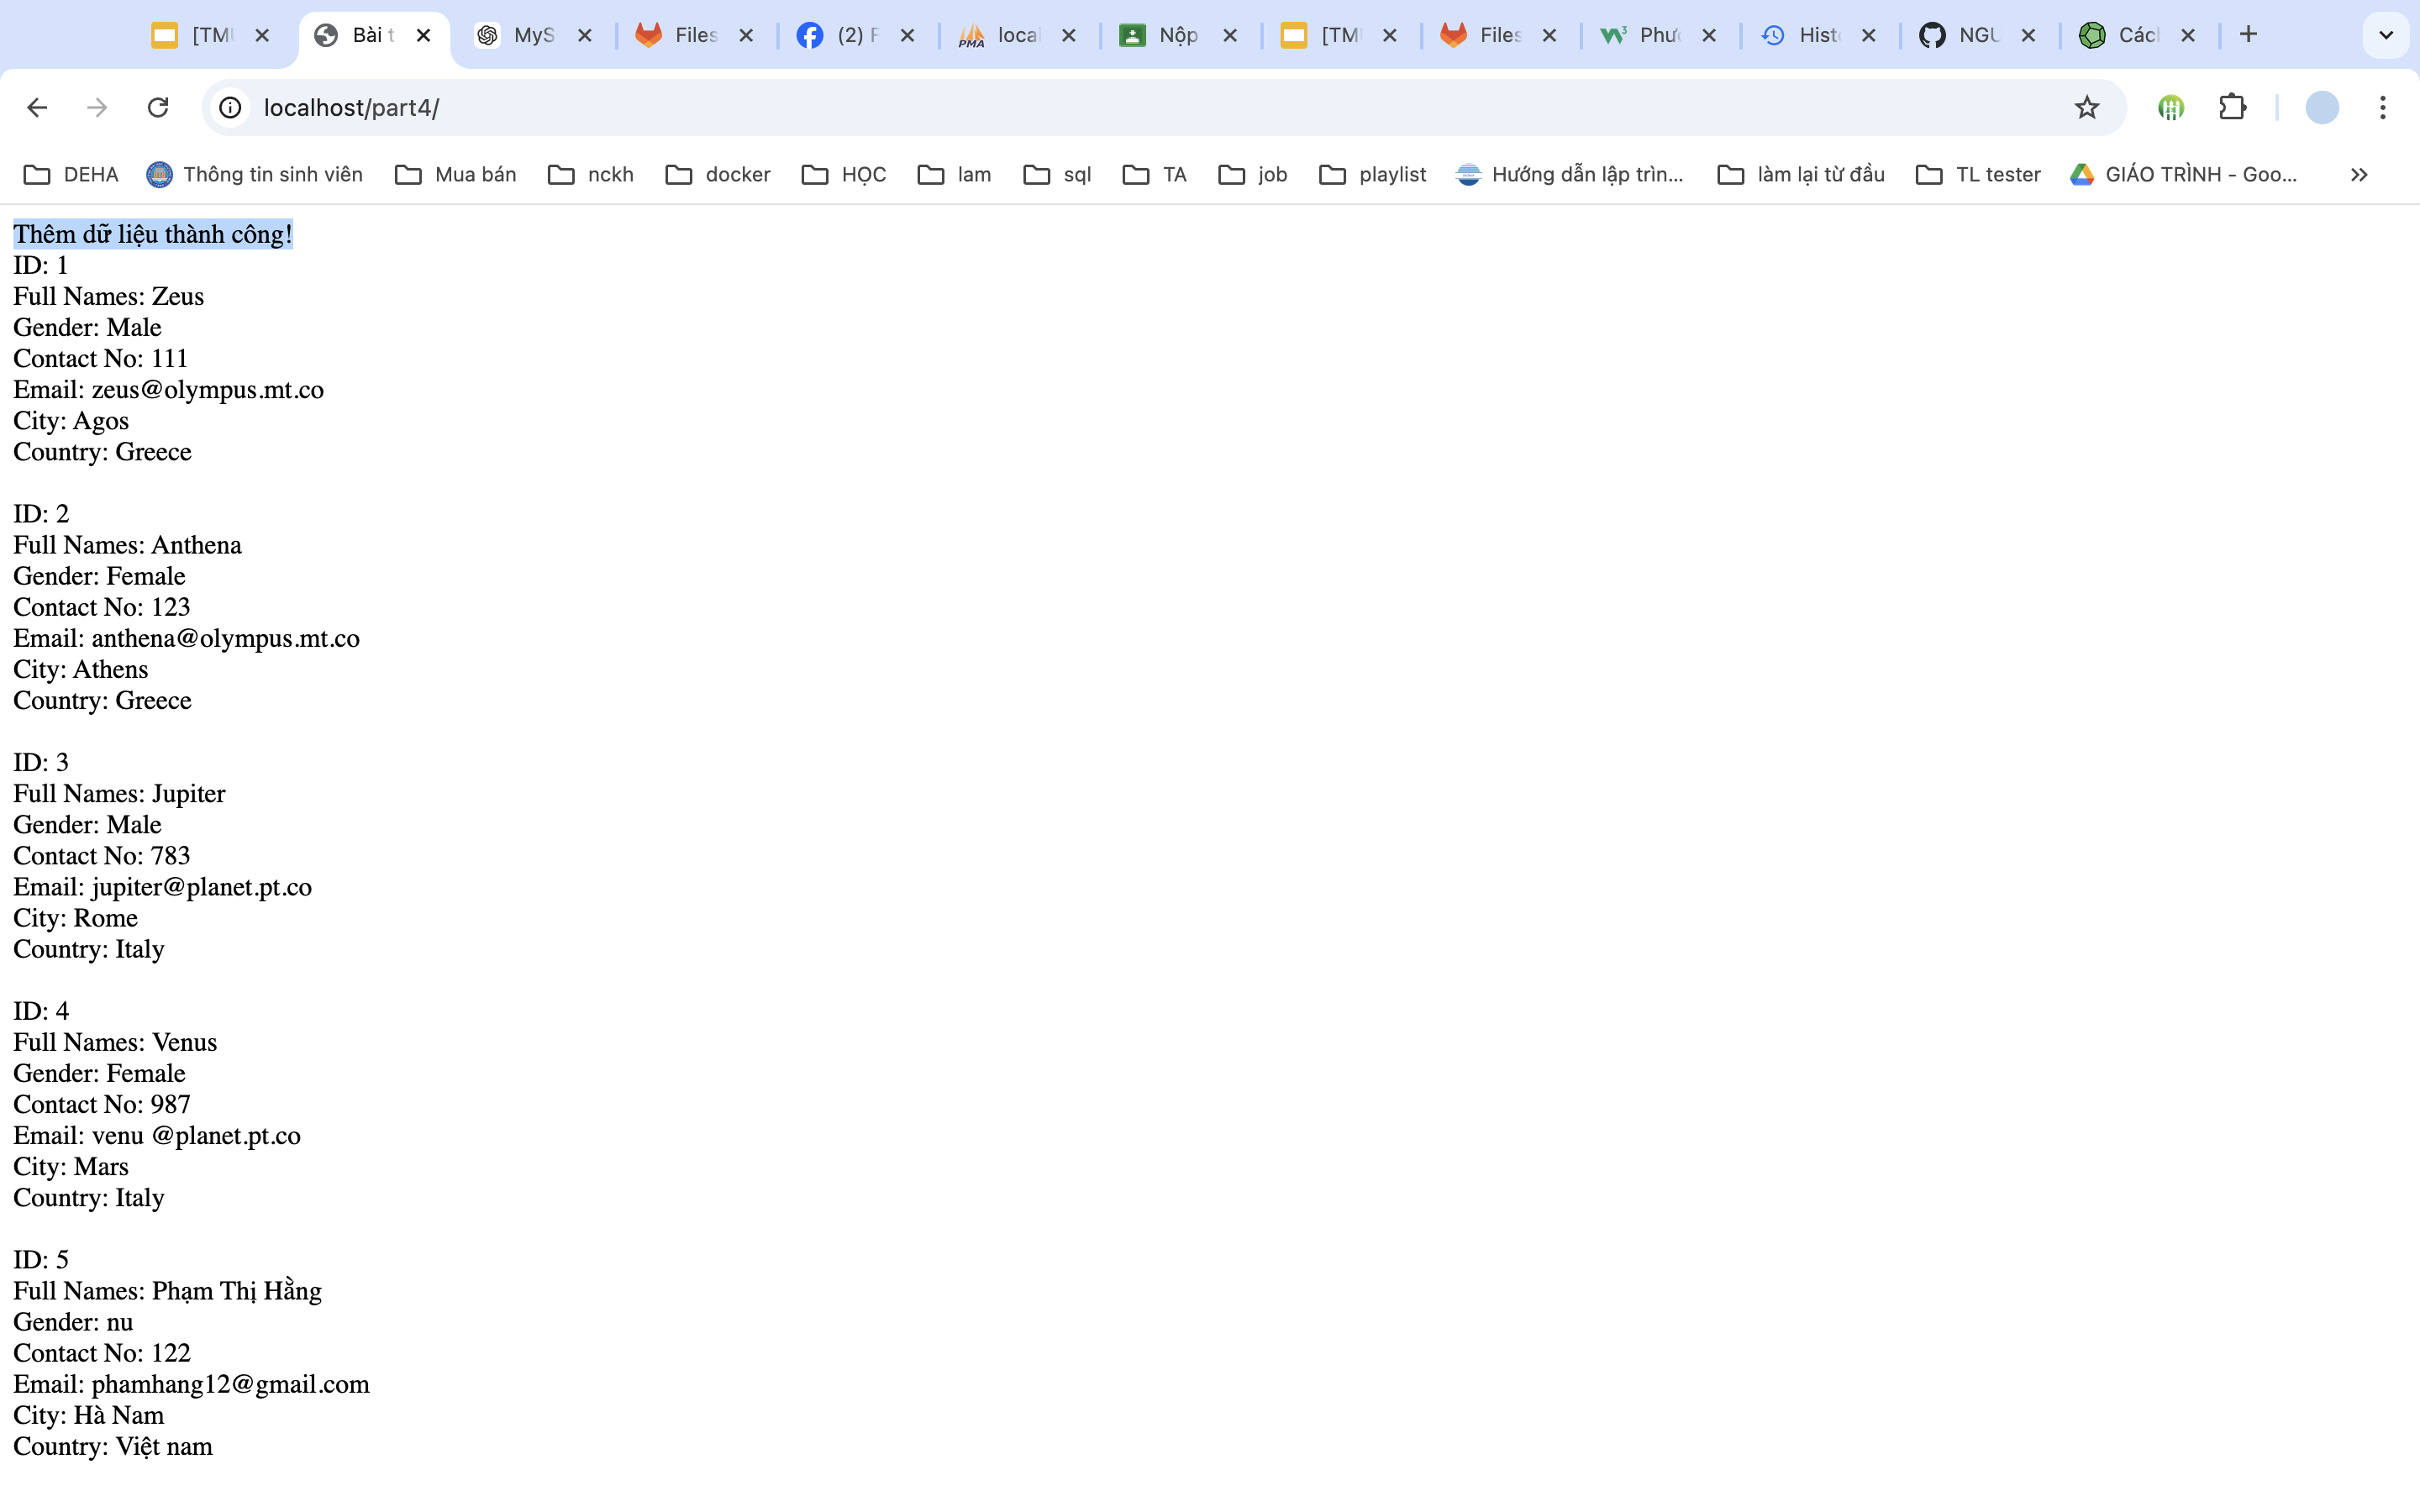 [TM
Bài t
MyS
Files
(2) F
local
Nộp
[TM
Files
Phư
Hist
NGU
Các
localhost/part4/
DEHA
Thông tin sinh viên
Mua bán
nckh
docker
HỌC
lam
sql
TA
job
playlist
Hướng dẫn lập trìn...
làm lại từ đầu
TL tester
GIÁO TRÌNH - Goo...
Thêm dữ liệu thành công!
ID: 1
Full Names: Zeus
Gender: Male
Contact No: 111
Email: zeus@olympus.mt.co
City: Agos
Country: Greece
ID: 2
Full Names: Anthena
Gender: Female
Contact No: 123
Email: anthena@olympus.mt.co
City: Athens
Country: Greece
ID: 3
Full Names: Jupiter
Gender: Male
Contact No: 783
Email: jupiter@planet.pt.co
City: Rome
Country: Italy
ID: 4
Full Names: Venus
Gender: Female
Contact No: 987
Email: venu @planet.pt.co
City: Mars
Country: Italy
ID: 5
Full Names: Phạm Thị Hằng
Gender: nu
Contact No: 122
Email: phamhang12@gmail.com
City: Hà Nam
Country: Việt nam